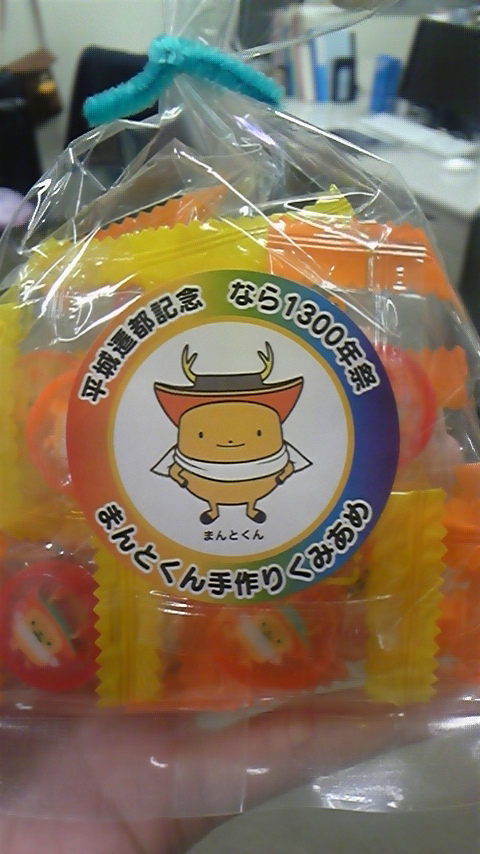 平城遷都記念 なら1300年祭
まんとくん
まんとくん手作りくみあめ